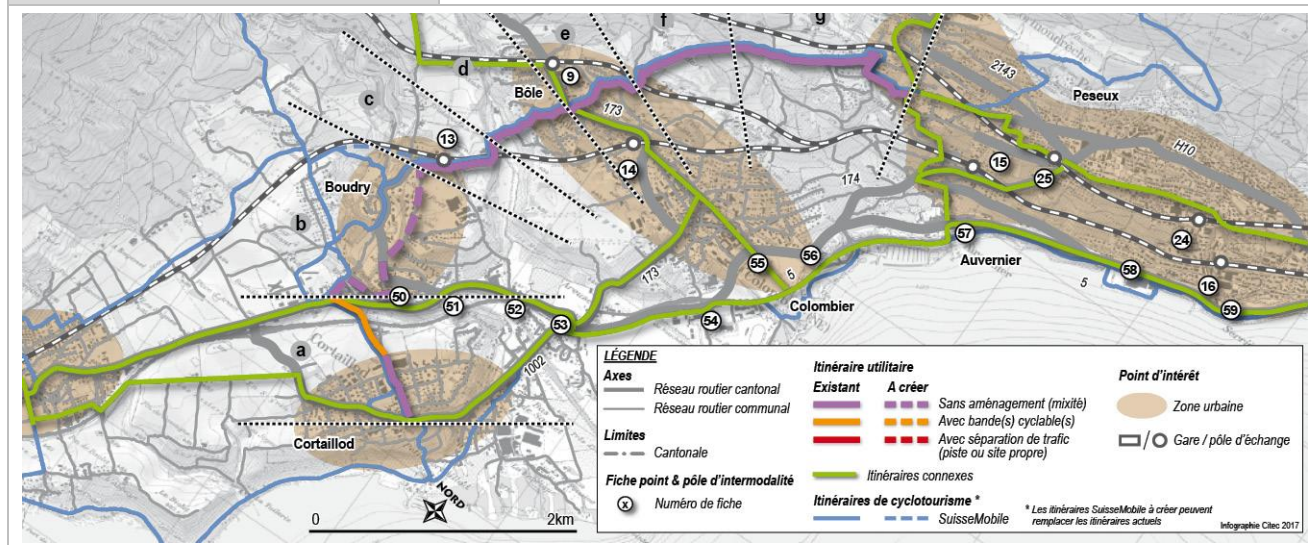 e
f
g
d
9
2143
Bôle
Peseux
173
c
13
H10
14
15
25
Boudry
174
24
b
57
55
56
Auvernier
58
5
16
173
5
50
51
52
Colombier
59
53
54
a
Cortaillod
1002
Cortaillod
NORD
0
2km
LÉGENDE
Axes
Réseau routier cantonal
Réseau routier communal
Limites
Cantonale
Fiche point & pôle d'intermodalité
x Numéro de fiche
Itinéraire utilitaire
Existant A créer
Sans aménagement (mixité)
Avec bande(s) cyclable(s)
Avec séparation de trafic
(piste ou site propre)
Itinéraires connexes
Itinéraires de cyclotourisme *
SuisseMobile
Point d'intérêt
Zone urbaine
/ Gare / pôle d'échange
* Les itinéraires SuisseMobile à créer peuvent
remplacer les itinéraires actuels
Infographie Citec 2017